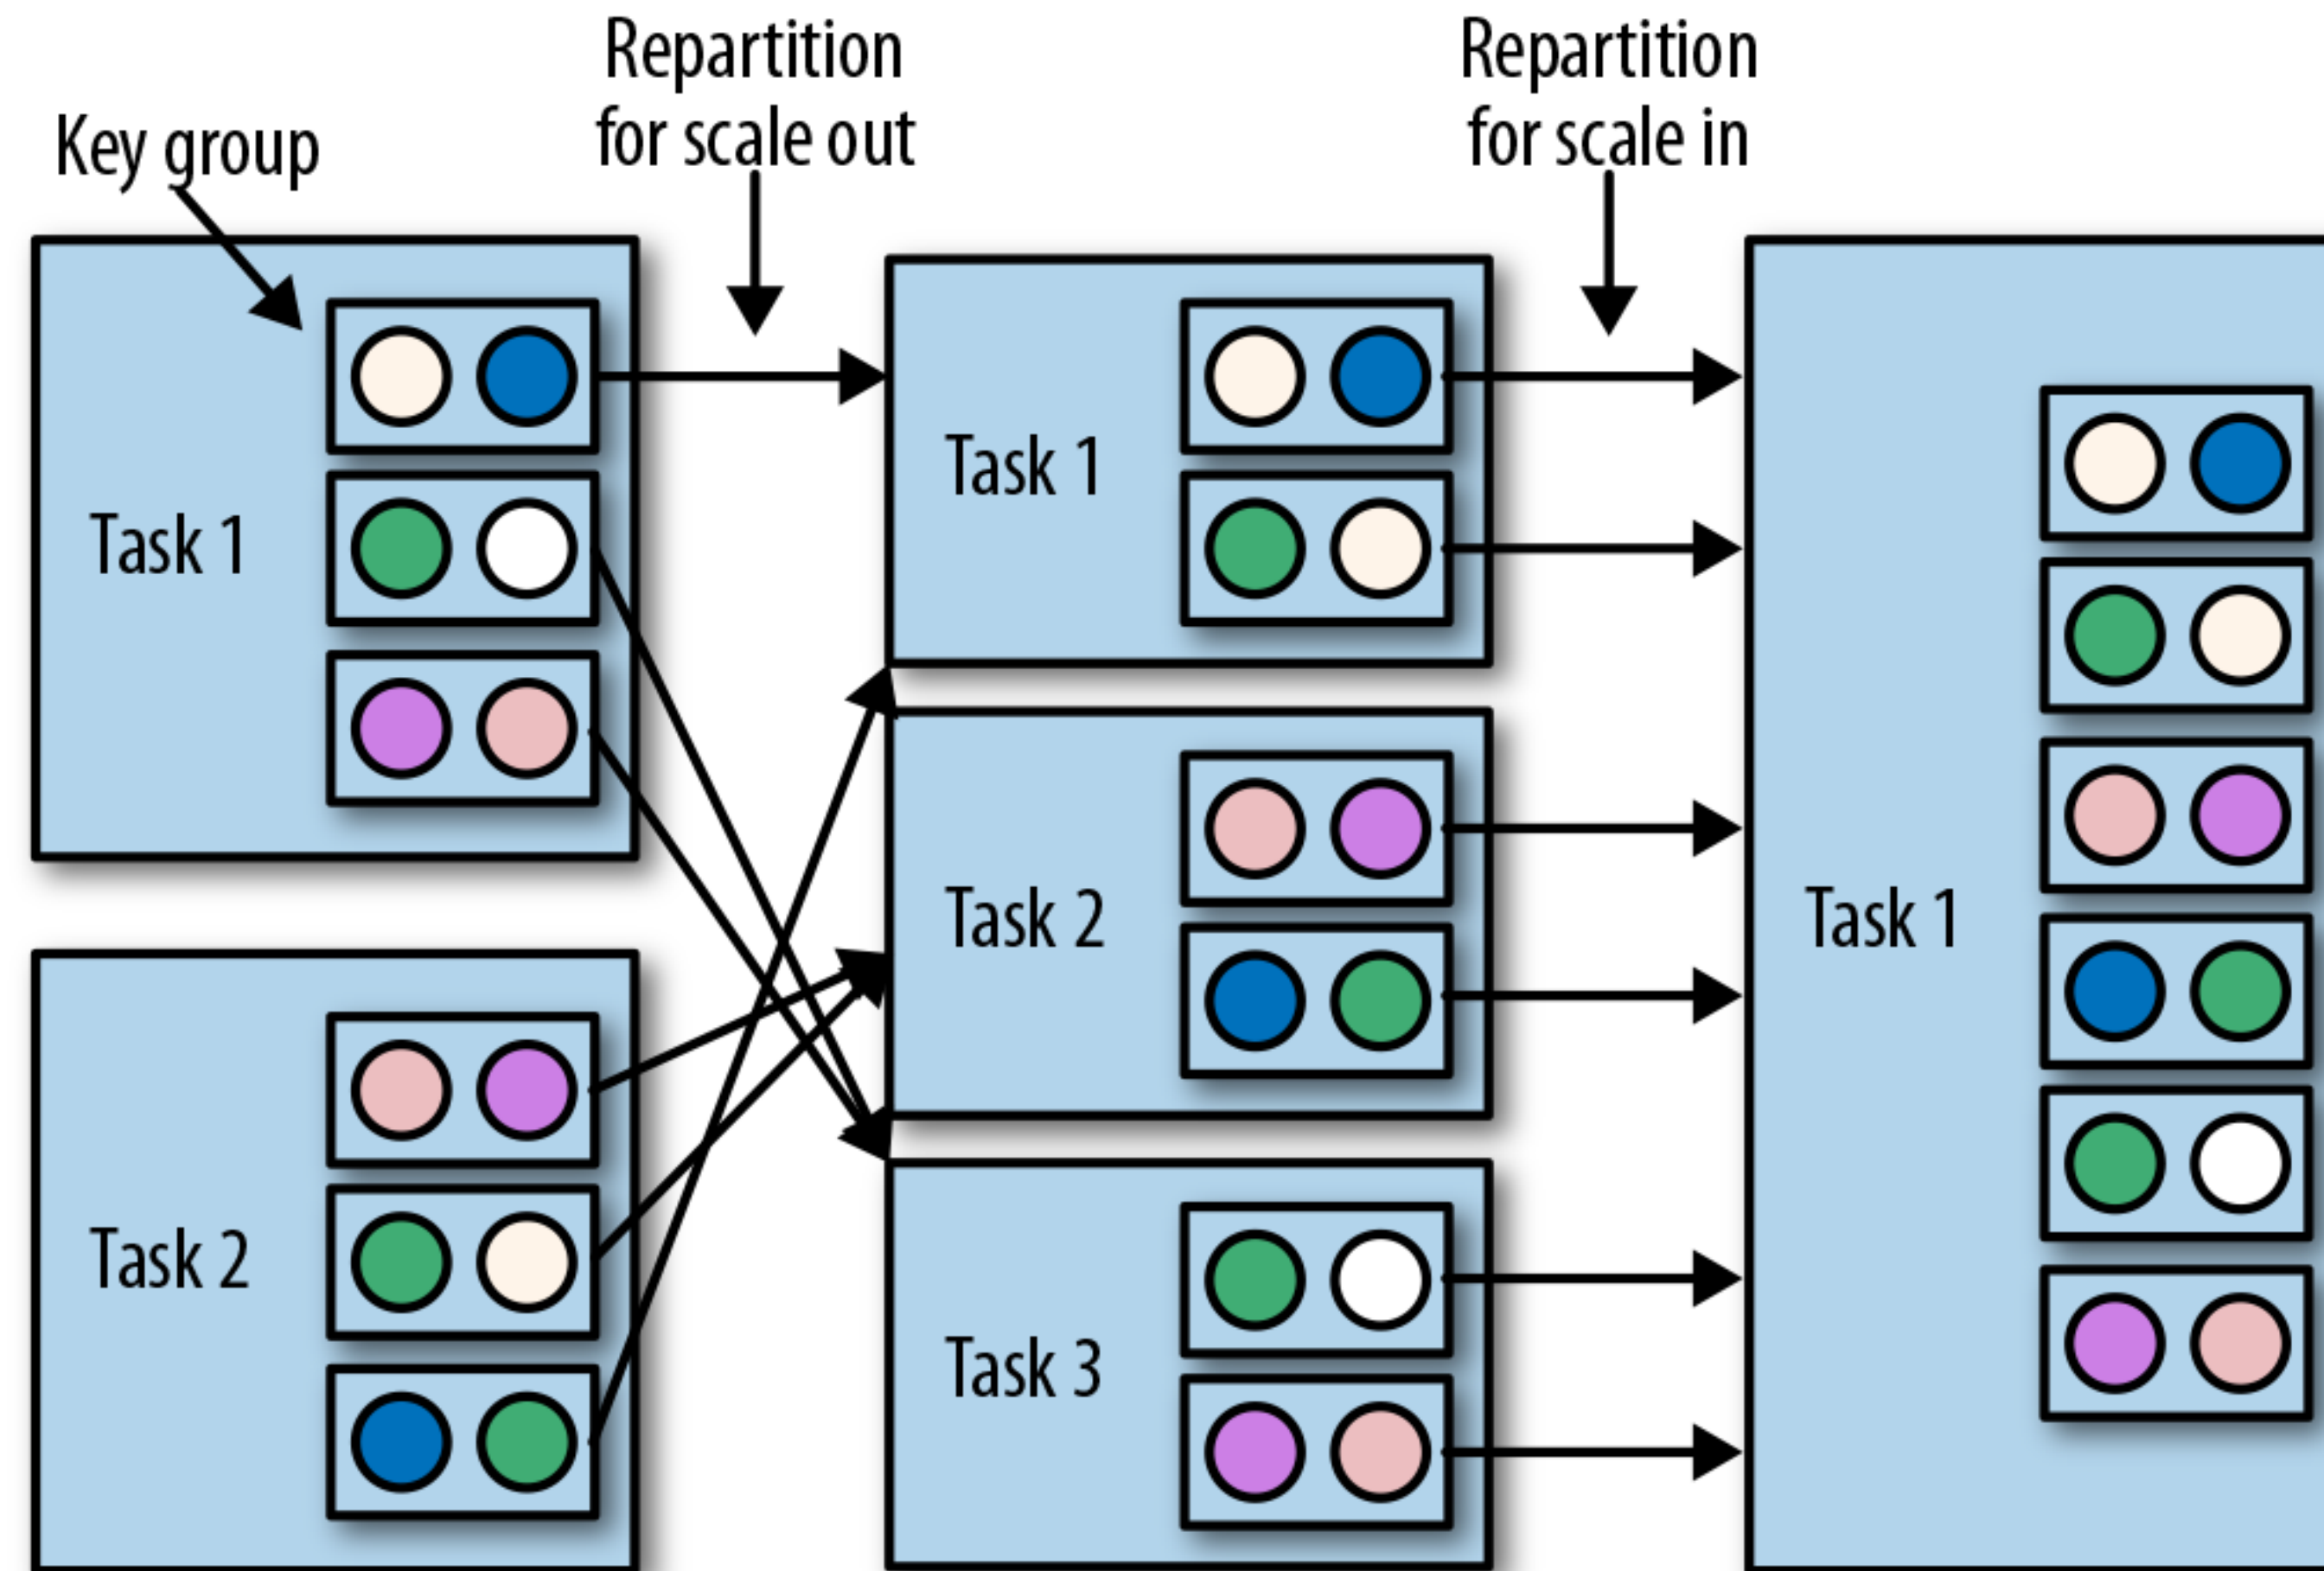 Key group
Repartition
for scale out
Repartition
for scale in
Task 1
Task 2
Task 1
Task 2
Task 3
Task 1